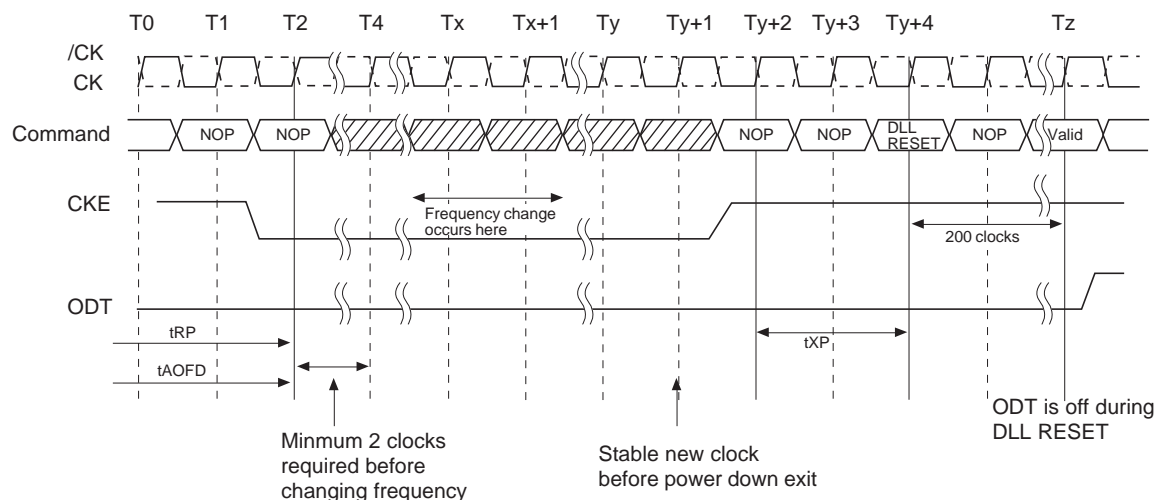 T0 T1 T2 T4 Tx Tx+1 Ty Ty+1 Ty+2 Ty+3 Ty+4 Tz
/CK
CK
Command NOP NOP NOP NOP DLL RESET NOP Valid
CKE
Frequency change
occurs here
200 clocks
ODT
tRP
tXP
tAOFD
Minmum 2 clocks
required before
changing frequency
Stable new clock
before power down exit
ODT is off during
DLL RESET